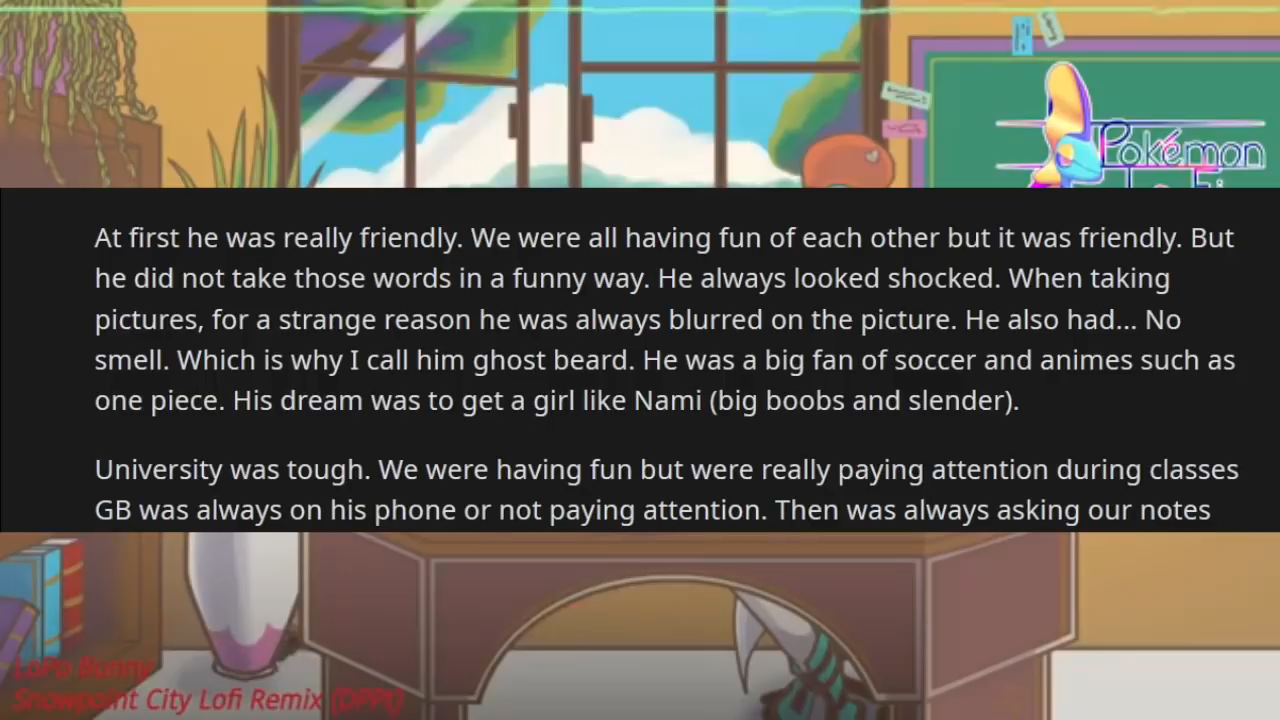 Pokémon
At first he was really friendly. We were all having fun of each other but it was friendly. But
he did not take those words in a funny way. He always looked shocked. When taking
pictures, for a strange reason he was always blurred on the picture. He also had... No
smell. Which is why I call him ghost beard. He was a big fan of soccer and animes such as
one piece. His dream was to get a girl like Nami (big boobs and slender).
University was tough. We were having fun but were really paying attention during classes
GB was always on his phone or not paying attention. Then was always asking our notes
LoPo Bunny
Snowpoint City Lofi Remix (DPPt)